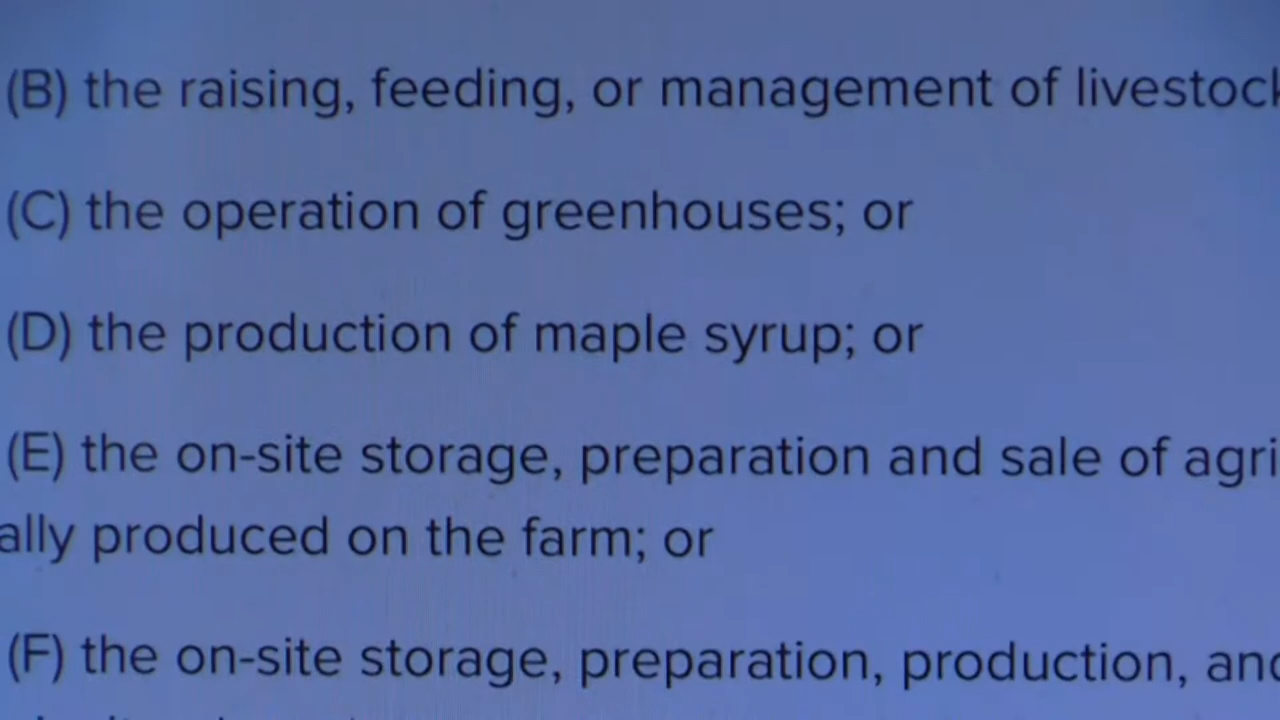 (B) the raising, feeding, or management of livestock
(C) the operation of greenhouses; or
(D) the production of maple syrup; or
(E) the on-site storage, preparation and sale of agri
ally produced on the farm; or
(F) the on-site storage, preparation, production, and